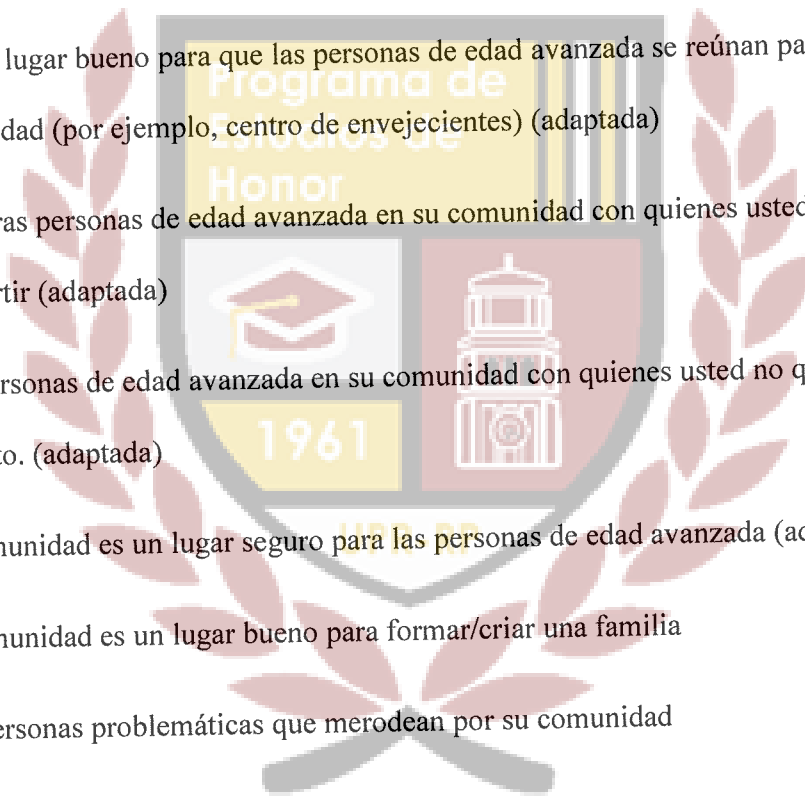 lugar bueno para que las personas de edad avanzada se reúnan pa
Programa de
dad (por ejemplo, centro de envejecientes) (adaptada)
Estudios de
Honor
ras personas de edad avanzada en su comunidad con quienes usted
tir (adaptada)
rsonas de edad avanzada en su comunidad con quienes usted no q
1961
to. (adaptada)
UPR-RP
munidad es un lugar seguro para las personas de edad avanzada (ad
munidad es un lugar bueno para formar/criar una familia
ersonas problemáticas que merodean por su comunidad